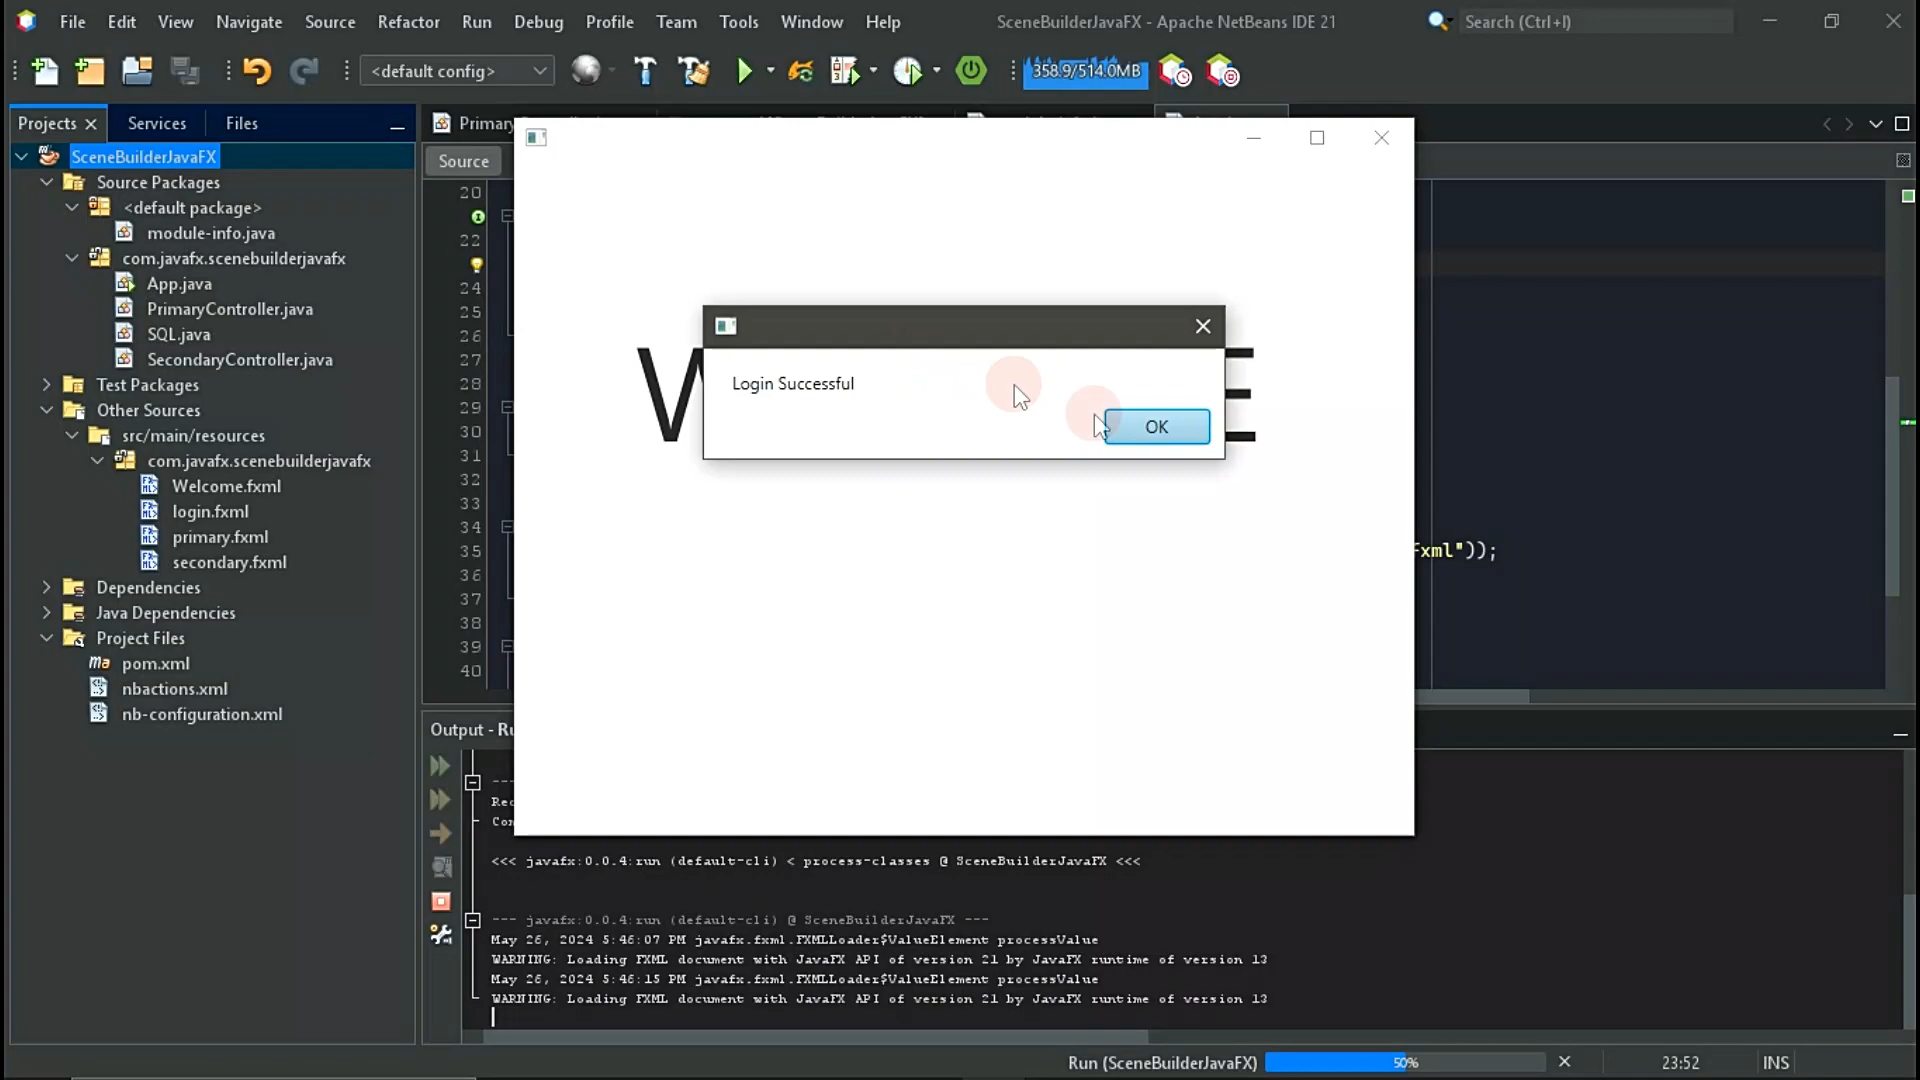 File Edit View Navigate Source Refactor Run Debug Profile Team Tools Window Help
SceneBuilderJavaFX - Apache NetBeans IDE 21
Search (Ctrl+I)
<default config>
358.9/514.0MB
Projects
Services
Files
Primary
Source
SceneBuilderJavaFX
Source Packages
<default package>
module-info.java
com.javafx.scenebuilderjavafx
App.java
PrimaryController.java
SQL.java
SecondaryController.java
Test Packages
Other Sources
src/main/resources
com.javafx.scenebuilderjavafx
Welcome.fxml
login.fxml
primary.fxml
secondary.fxml
Dependencies
Java Dependencies
Project Files
pom.xml
nbactions.xml
nb-configuration.xml
20
22
24
25
26
27
28
29
30
31
32
33
34
35
36
37
38
39
40
Login Successful
OK
fxml"));
Output - Ru
---
Rec
Com
<<< javafx:0.0.4:run (default-cli) < process-classes @ SceneBuilderJavaFX <<<
--- javafx:0.0.4:run (default-cli) @ SceneBuilderJavaFX ---
May 26, 2024 5:46:07 PM javafx.fxml.FXMLLoader$ValueElement processValue
WARNING: Loading FXML document with JavaFX API of version 21 by JavaFX runtime of version 13
May 26, 2024 5:46:15 PM javafx.fxml.FXMLLoader$ValueElement processValue
WARNING: Loading FXML document with JavaFX API of version 21 by JavaFX runtime of version 13
Run (SceneBuilderJavaFX)
50%
23:52
INS